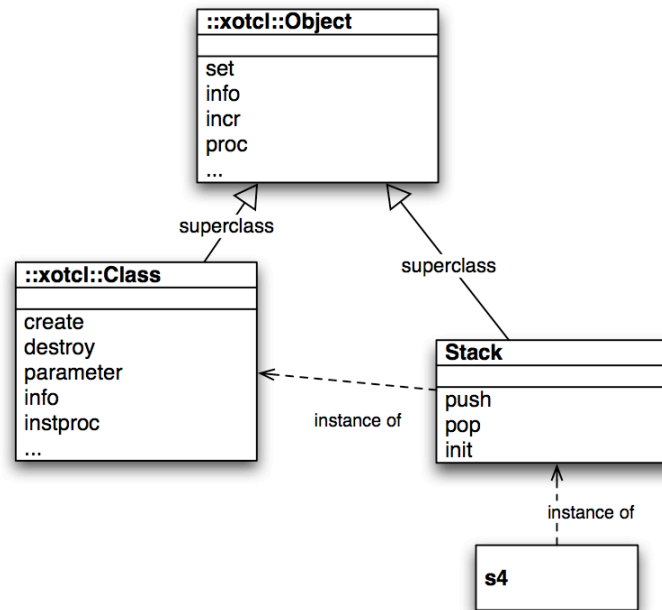 ::xotcl::Object
set
info
incr
proc
...
superclass
superclass
::xotcl::Class
create
destroy
parameter
info
instproc
...
Stack
push
pop
init
instance of
instance of
s4